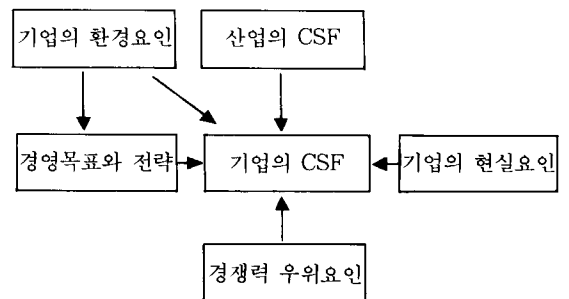 기업의 환경요인
산업의 CSF
경영목표와 전략
기업의 CSF
기업의 현실요인
경쟁력 우위요인